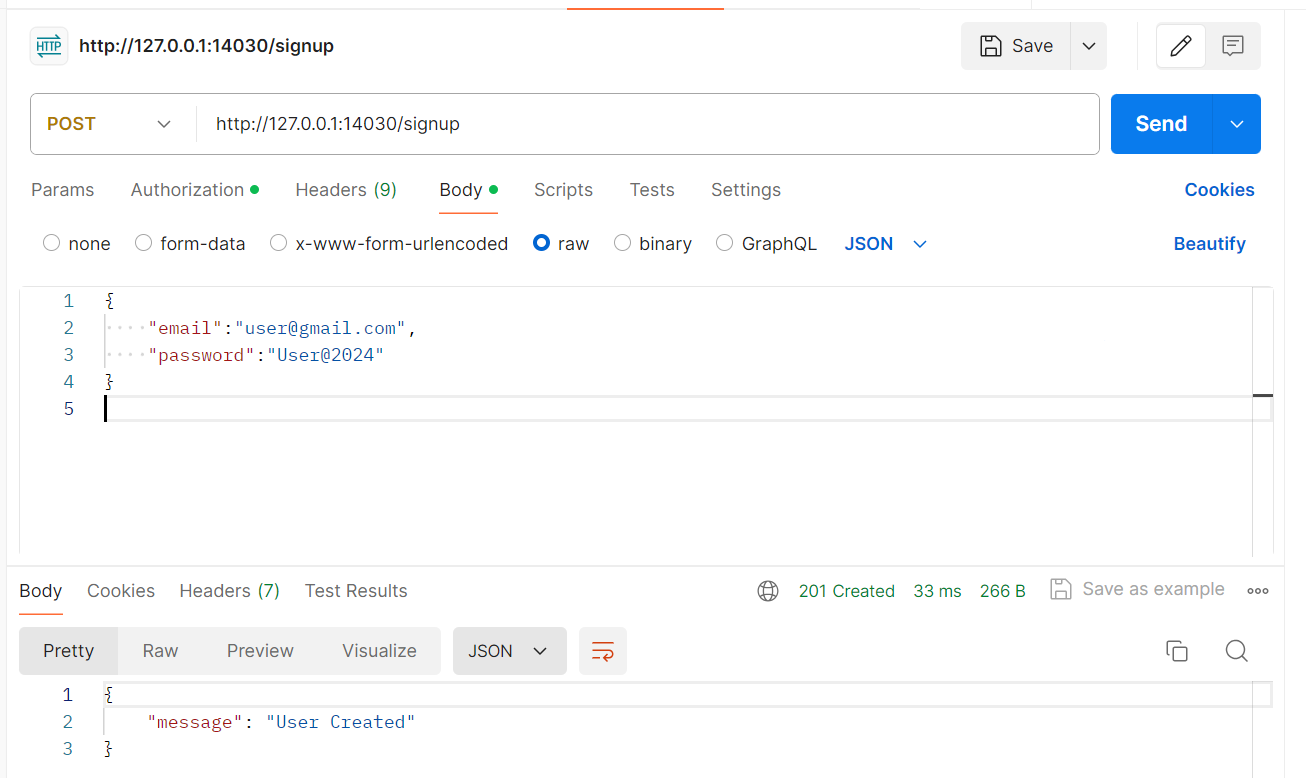 HTTP http://127.0.0.1:14030/signup Save
POST http://127.0.0.1:14030/signup Send
Params Authorization Headers (9) Body Scripts Tests Settings Cookies
none form-data x-www-form-urlencoded raw binary GraphQL JSON Beautify
1 {
2 "email":"user@gmail.com",
3 "password":"User@2024"
4 }
5
Body Cookies Headers (7) Test Results 201 Created 33 ms 266 B Save as example
Pretty Raw Preview Visualize JSON
1 {
2 "message": "User Created"
3 }